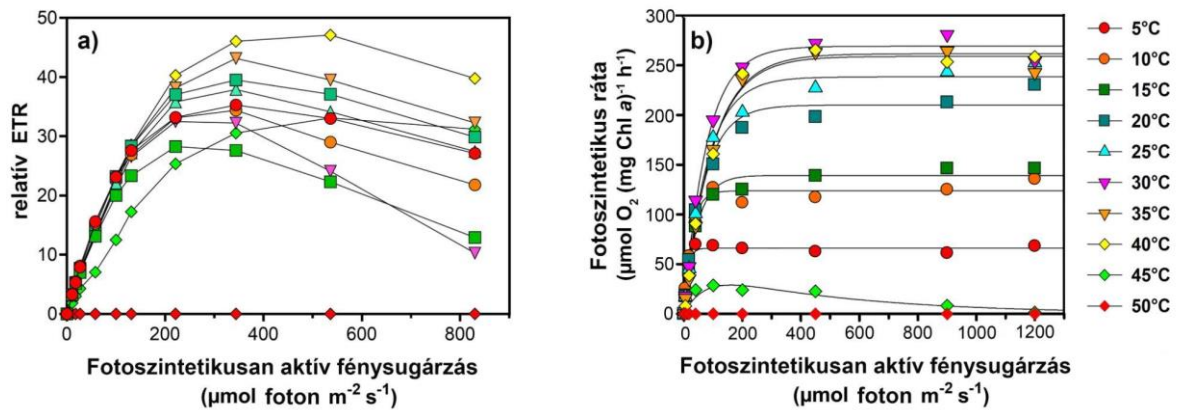 a)
50
40
30
20
10
0
relatív ETR
0 200 400 600 800
Fotoszintetikusan aktív fénysugárzás
(µmol foton m⁻² s⁻¹)
b)
300
250
200
150
100
50
0
Fotoszintetikus ráta
(µmol O₂ (mg Chl a)⁻¹ h⁻¹)
0 200 400 600 800 1000 1200
Fotoszintetikusan aktív fénysugárzás
(µmol foton m⁻² s⁻¹)
5°C
10°C
15°C
20°C
25°C
30°C
35°C
40°C
45°C
50°C